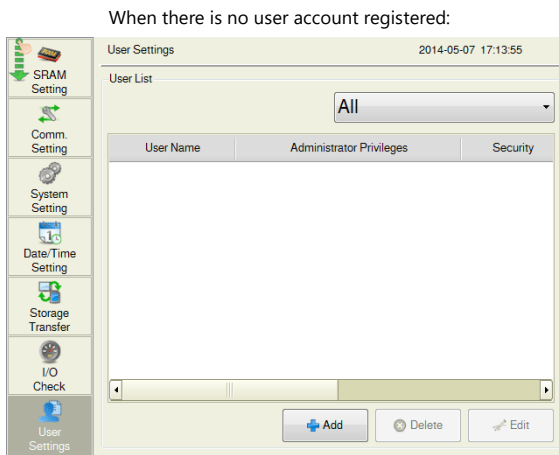 When there is no user account registered:
User Settings
2014-05-07 17:13:55
SRAM
Setting
Comm.
Setting
System
Setting
Date/Time
Setting
Storage
Transfer
I/O
Check
User
Settings
User List
All
User Name
Administrator Privileges
Security
Add
Delete
Edit